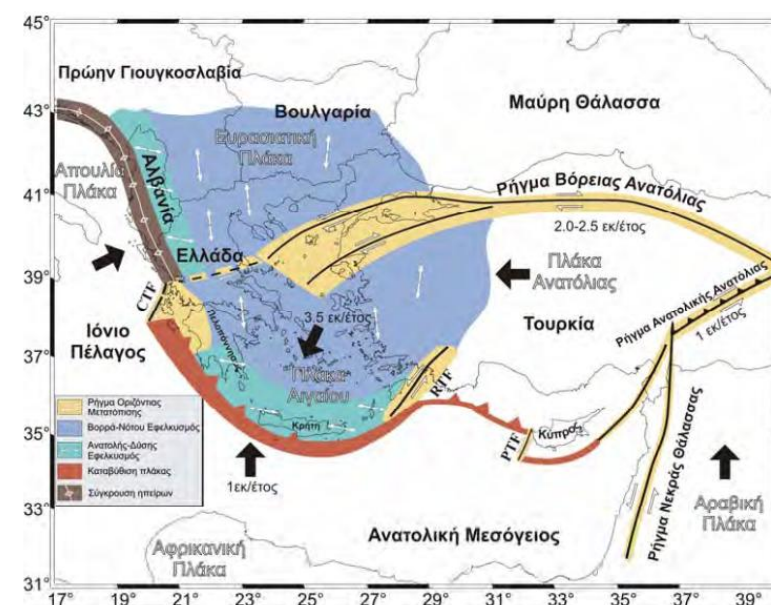 45°
43°
41°
39°
37°
35°
33°
31°
17°
19°
21°
23°
25°
27°
29°
31°
33°
35°
37°
39°
Πρώην Γιουγκοσλαβία
Βουλγαρία
Μαύρη Θάλασσα
Ευρασιατική
Πλάκα
Απουλία
Πλάκα
Αλβανία
Ελλάδα
Ρήγμα Βόρειας Ανατόλιας
2.0-2.5 εκ/έτος
Πλάκα
Ανατόλιας
Τουρκία
Ρήγμα Ανατολικής Ανατόλιας
1 εκ/έτος
CTF
Ιόνιο
Πέλαγος
Πελοπόννησος
3.5 εκ/έτος
Πλάκα
Αιγαίου
RTF
Κρήτη
PTF
Κύπρος
1εκ/έτος
Ρήγμα Νεκράς Θάλασσας
Αραβική
Πλάκα
Ανατολική Μεσόγειος
Αφρικανική
Πλάκα
Ρήγμα Οριζόντιας
Μετατόπισης
Βορρά-Νότου Εφελκυσμός
Ανατολής-Δύσης
Εφελκυσμός
Καταβύθιση πλάκας
Σύγκρουση ηπείρων